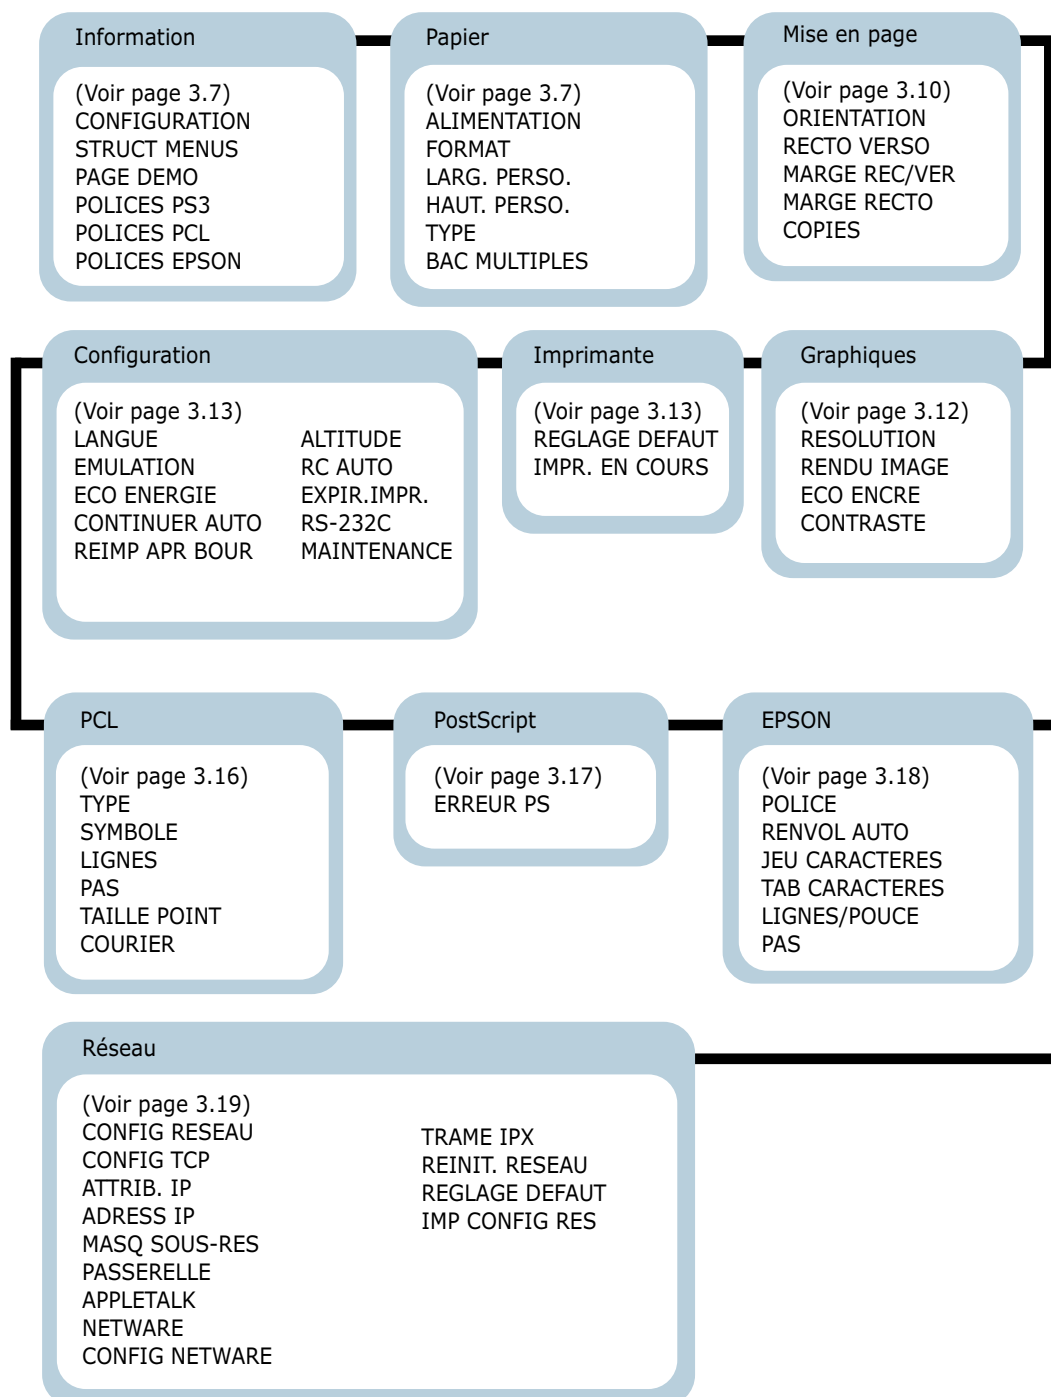 Information
(Voir page 3.7)
CONFIGURATION
STRUCT MENUS
PAGE DEMO
POLICES PS3
POLICES PCL
POLICES EPSON
Papier
(Voir page 3.7)
ALIMENTATION
FORMAT
LARG. PERSO.
HAUT. PERSO.
TYPE
BAC MULTIPLES
Mise en page
(Voir page 3.10)
ORIENTATION
RECTO VERSO
MARGE REC/VER
MARGE RECTO
COPIES
Configuration
(Voir page 3.13)
LANGUE
EMULATION
ECO ENERGIE
CONTINUER AUTO
REIMP APR BOUR
ALTITUDE
RC AUTO
EXPIR.IMPR.
RS-232C
MAINTENANCE
Imprimante
(Voir page 3.13)
REGLAGE DEFAUT
IMPR. EN COURS
Graphiques
(Voir page 3.12)
RESOLUTION
RENDU IMAGE
ECO ENCRE
CONTRASTE
PCL
(Voir page 3.16)
TYPE
SYMBOLE
LIGNES
PAS
TAILLE POINT
COURIER
PostScript
(Voir page 3.17)
ERREUR PS
EPSON
(Voir page 3.18)
POLICE
RENVOL AUTO
JEU CARACTERES
TAB CARACTERES
LIGNES/POUCE
PAS
Réseau
(Voir page 3.19)
CONFIG RESEAU
CONFIG TCP
ATTRIB. IP
ADRESS IP
MASQ SOUS-RES
PASSERELLE
APPLETALK
NETWARE
CONFIG NETWARE
TRAME IPX
REINIT. RESEAU
REGLAGE DEFAUT
IMP CONFIG RES